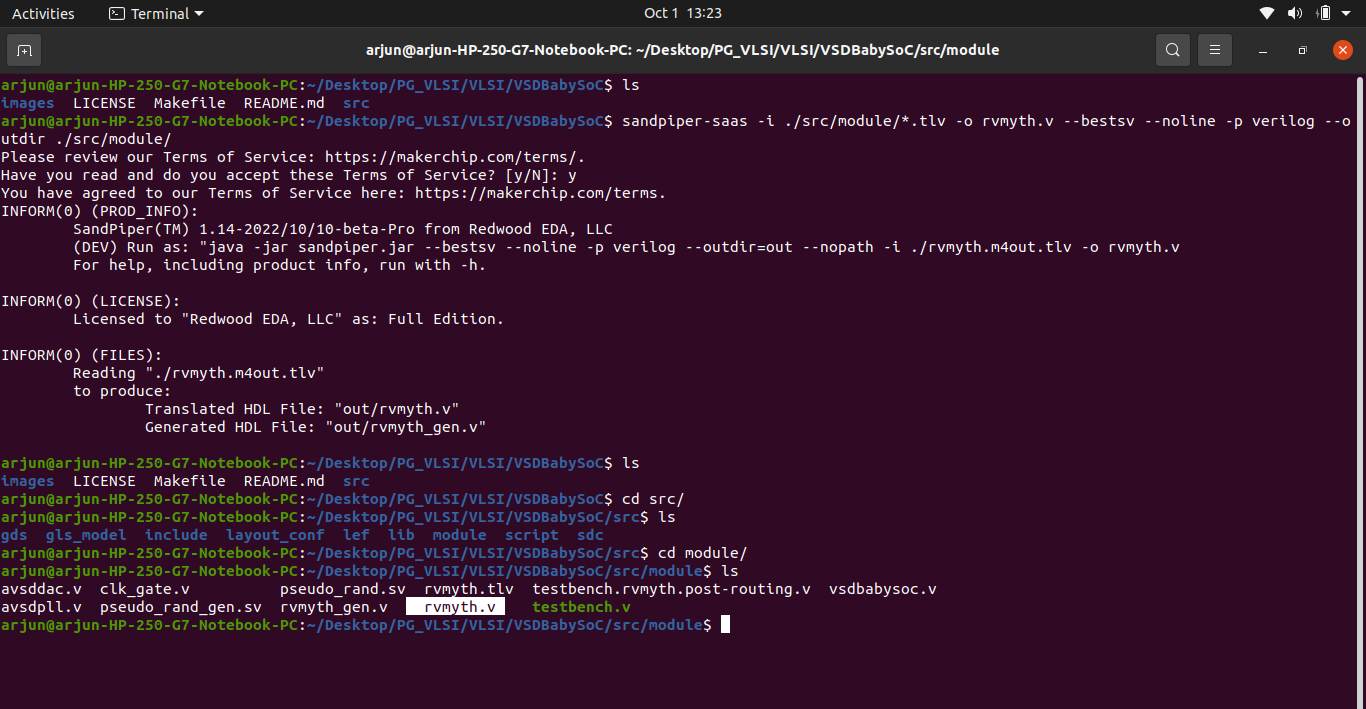 Activities Terminal Oct 1 13:23
arjun@arjun-HP-250-G7-Notebook-PC: ~/Desktop/PG_VLSI/VLSI/VSDBabySoC/src/module
arjun@arjun-HP-250-G7-Notebook-PC:~/Desktop/PG_VLSI/VLSI/VSDBabySoC$ ls
images LICENSE Makefile README.md src
arjun@arjun-HP-250-G7-Notebook-PC:~/Desktop/PG_VLSI/VLSI/VSDBabySoC$ sandpiper-saas -i ./src/module/*.tlv -o rvmyth.v --bestsv --noline -p verilog --o
utdir ./src/module/
Please review our Terms of Service: https://makerchip.com/terms/.
Have you read and do you accept these Terms of Service? [y/N]: y
You have agreed to our Terms of Service here: https://makerchip.com/terms.
INFORM(0) (PROD_INFO):
SandPiper(TM) 1.14-2022/10/10-beta-Pro from Redwood EDA, LLC
(DEV) Run as: "java -jar sandpiper.jar --bestsv --noline -p verilog --outdir=out --nopath -i ./rvmyth.m4out.tlv -o rvmyth.v
For help, including product info, run with -h.
INFORM(0) (LICENSE):
Licensed to "Redwood EDA, LLC" as: Full Edition.
INFORM(0) (FILES):
Reading "./rvmyth.m4out.tlv"
to produce:
Translated HDL File: "out/rvmyth.v"
Generated HDL File: "out/rvmyth_gen.v"
arjun@arjun-HP-250-G7-Notebook-PC:~/Desktop/PG_VLSI/VLSI/VSDBabySoC$ ls
images LICENSE Makefile README.md src
arjun@arjun-HP-250-G7-Notebook-PC:~/Desktop/PG_VLSI/VLSI/VSDBabySoC$ cd src/
arjun@arjun-HP-250-G7-Notebook-PC:~/Desktop/PG_VLSI/VLSI/VSDBabySoC/src$ ls
gds gls_model include layout_conf lef lib module script sdc
arjun@arjun-HP-250-G7-Notebook-PC:~/Desktop/PG_VLSI/VLSI/VSDBabySoC/src$ cd module/
arjun@arjun-HP-250-G7-Notebook-PC:~/Desktop/PG_VLSI/VLSI/VSDBabySoC/src/module$ ls
avsddac.v clk_gate.v pseudo_rand.sv rvmyth.tlv testbench.rvmyth.post-routing.v vsdbabysoc.v
avsdpll.v pseudo_rand_gen.sv rvmyth_gen.v rvmyth.v testbench.v
arjun@arjun-HP-250-G7-Notebook-PC:~/Desktop/PG_VLSI/VLSI/VSDBabySoC/src/module$